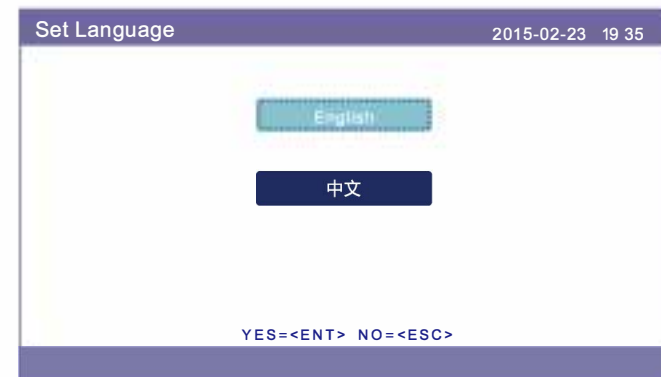 Set Language 2015-02-23 19 35
English
中文
YES=<ENT> NO=<ESC>